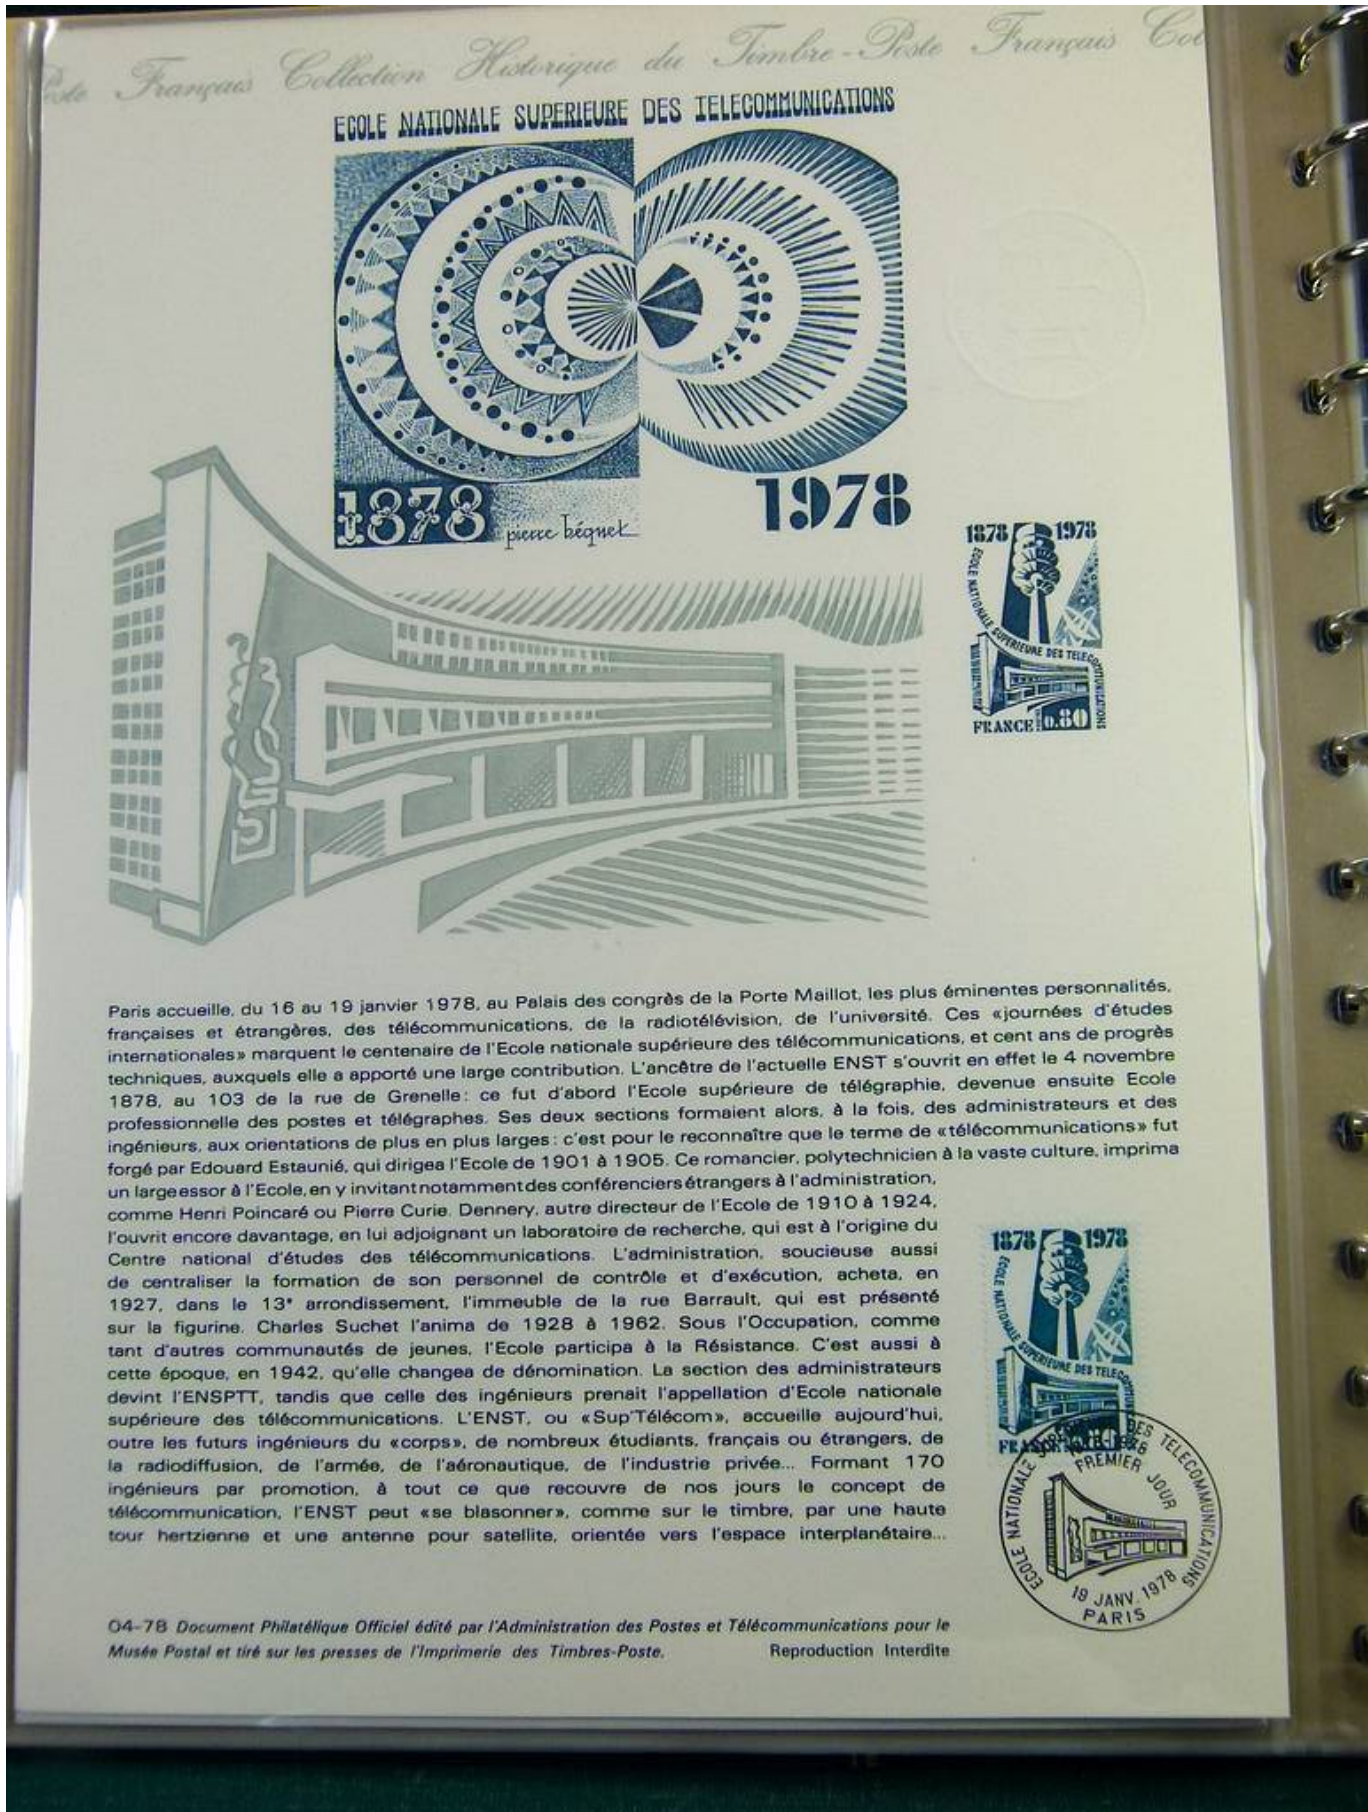 Poste Français Collection Historique du Timbre-Poste Français Col
ECOLE NATIONALE SUPERIEURE DES TELECOMMUNICATIONS
1878
pierre béquet
1978
1878 1978
ECOLE NATIONALE SUPERIEURE DES TELECOMMUNICATIONS
FRANCE 0.80
Paris accueille, du 16 au 19 janvier 1978, au Palais des congrès de la Porte Maillot, les plus éminentes personnalités,
françaises et étrangères, des télécommunications, de la radiotélévision, de l'université. Ces «journées d'études
internationales» marquent le centenaire de l'Ecole nationale supérieure des télécommunications, et cent ans de progrès
techniques, auxquels elle a apporté une large contribution. L'ancêtre de l'actuelle ENST s'ouvrit en effet le 4 novembre
1878, au 103 de la rue de Grenelle: ce fut d'abord l'Ecole supérieure de télégraphie, devenue ensuite Ecole
professionnelle des postes et télégraphes. Ses deux sections formaient alors, à la fois, des administrateurs et des
ingénieurs, aux orientations de plus en plus larges: c'est pour le reconnaître que le terme de «télécommunications» fut
forgé par Edouard Estaunié, qui dirigea l'Ecole de 1901 à 1905. Ce romancier, polytechnicien à la vaste culture, imprima
un large essor à l'Ecole, en y invitant notamment des conférenciers étrangers à l'administration,
comme Henri Poincaré ou Pierre Curie. Dennery, autre directeur de l'Ecole de 1910 à 1924,
l'ouvrit encore davantage, en lui adjoignant un laboratoire de recherche, qui est à l'origine du
Centre national d'études des télécommunications. L'administration, soucieuse aussi
de centraliser la formation de son personnel de contrôle et d'exécution, acheta, en
1927, dans le 13e arrondissement, l'immeuble de la rue Barrault, qui est présenté
sur la figurine. Charles Suchet l'anima de 1928 à 1962. Sous l'Occupation, comme
tant d'autres communautés de jeunes, l'Ecole participa à la Résistance. C'est aussi à
cette époque, en 1942, qu'elle changea de dénomination. La section des administrateurs
devint l'ENSPTT, tandis que celle des ingénieurs prenait l'appellation d'Ecole nationale
supérieure des télécommunications. L'ENST, ou «Sup'Télécom», accueille aujourd'hui,
outre les futurs ingénieurs du «corps», de nombreux étudiants, français ou étrangers, de
la radiodiffusion, de l'armée, de l'aéronautique, de l'industrie privée... Formant 170
ingénieurs par promotion, à tout ce que recouvre de nos jours le concept de
télécommunication, l'ENST peut «se blasonner», comme sur le timbre, par une haute
tour hertzienne et une antenne pour satellite, orientée vers l'espace interplanétaire...
1878 1978
ECOLE NATIONALE SUPERIEURE DES TELECOMMUN
ECOLE NATIONALE SUPERIEURE DES TELECOMMUNICATIONS
1878-1978
PREMIER JOUR
19 JANV. 1978
PARIS
04-78 Document Philatélique Officiel édité par l'Administration des Postes et Télécommunications pour le
Musée Postal et tiré sur les presses de l'Imprimerie des Timbres-Poste. Reproduction Interdite